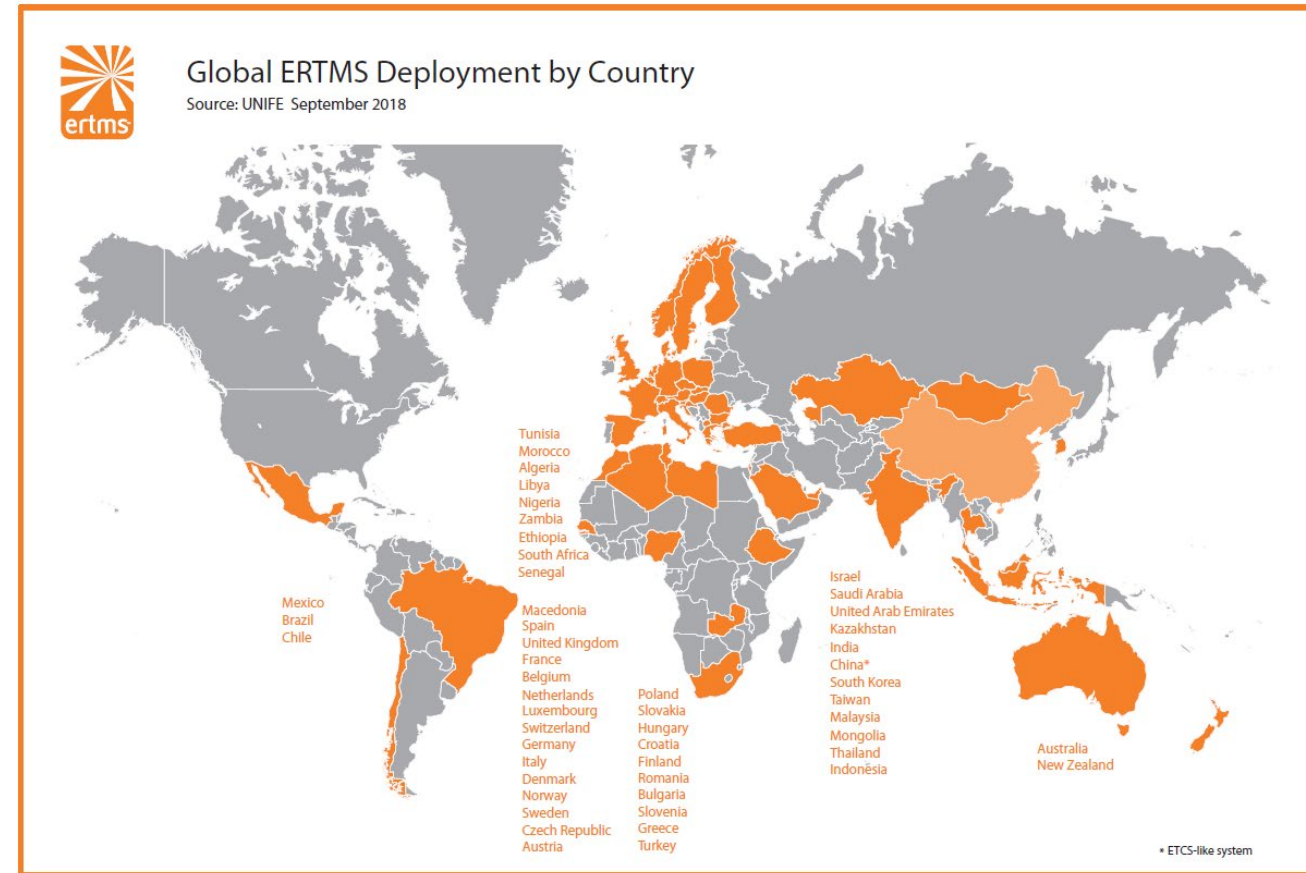 ertms
Global ERTMS Deployment by Country
Source: UNIFE September 2018
Tunisia
Morocco
Algeria
Libya
Nigeria
Zambia
Ethiopia
South Africa
Senegal
Mexico
Brazil
Chile
Macedonia
Spain
United Kingdom
France
Belgium
Netherlands
Luxembourg
Switzerland
Germany
Italy
Denmark
Norway
Sweden
Czech Republic
Austria
Poland
Slovakia
Hungary
Croatia
Finland
Romania
Bulgaria
Slovenia
Greece
Turkey
Israel
Saudi Arabia
United Arab Emirates
Kazakhstan
India
China*
South Korea
Taiwan
Malaysia
Mongolia
Thailand
Indonēsia
Australia
New Zealand
* ETCS-like system